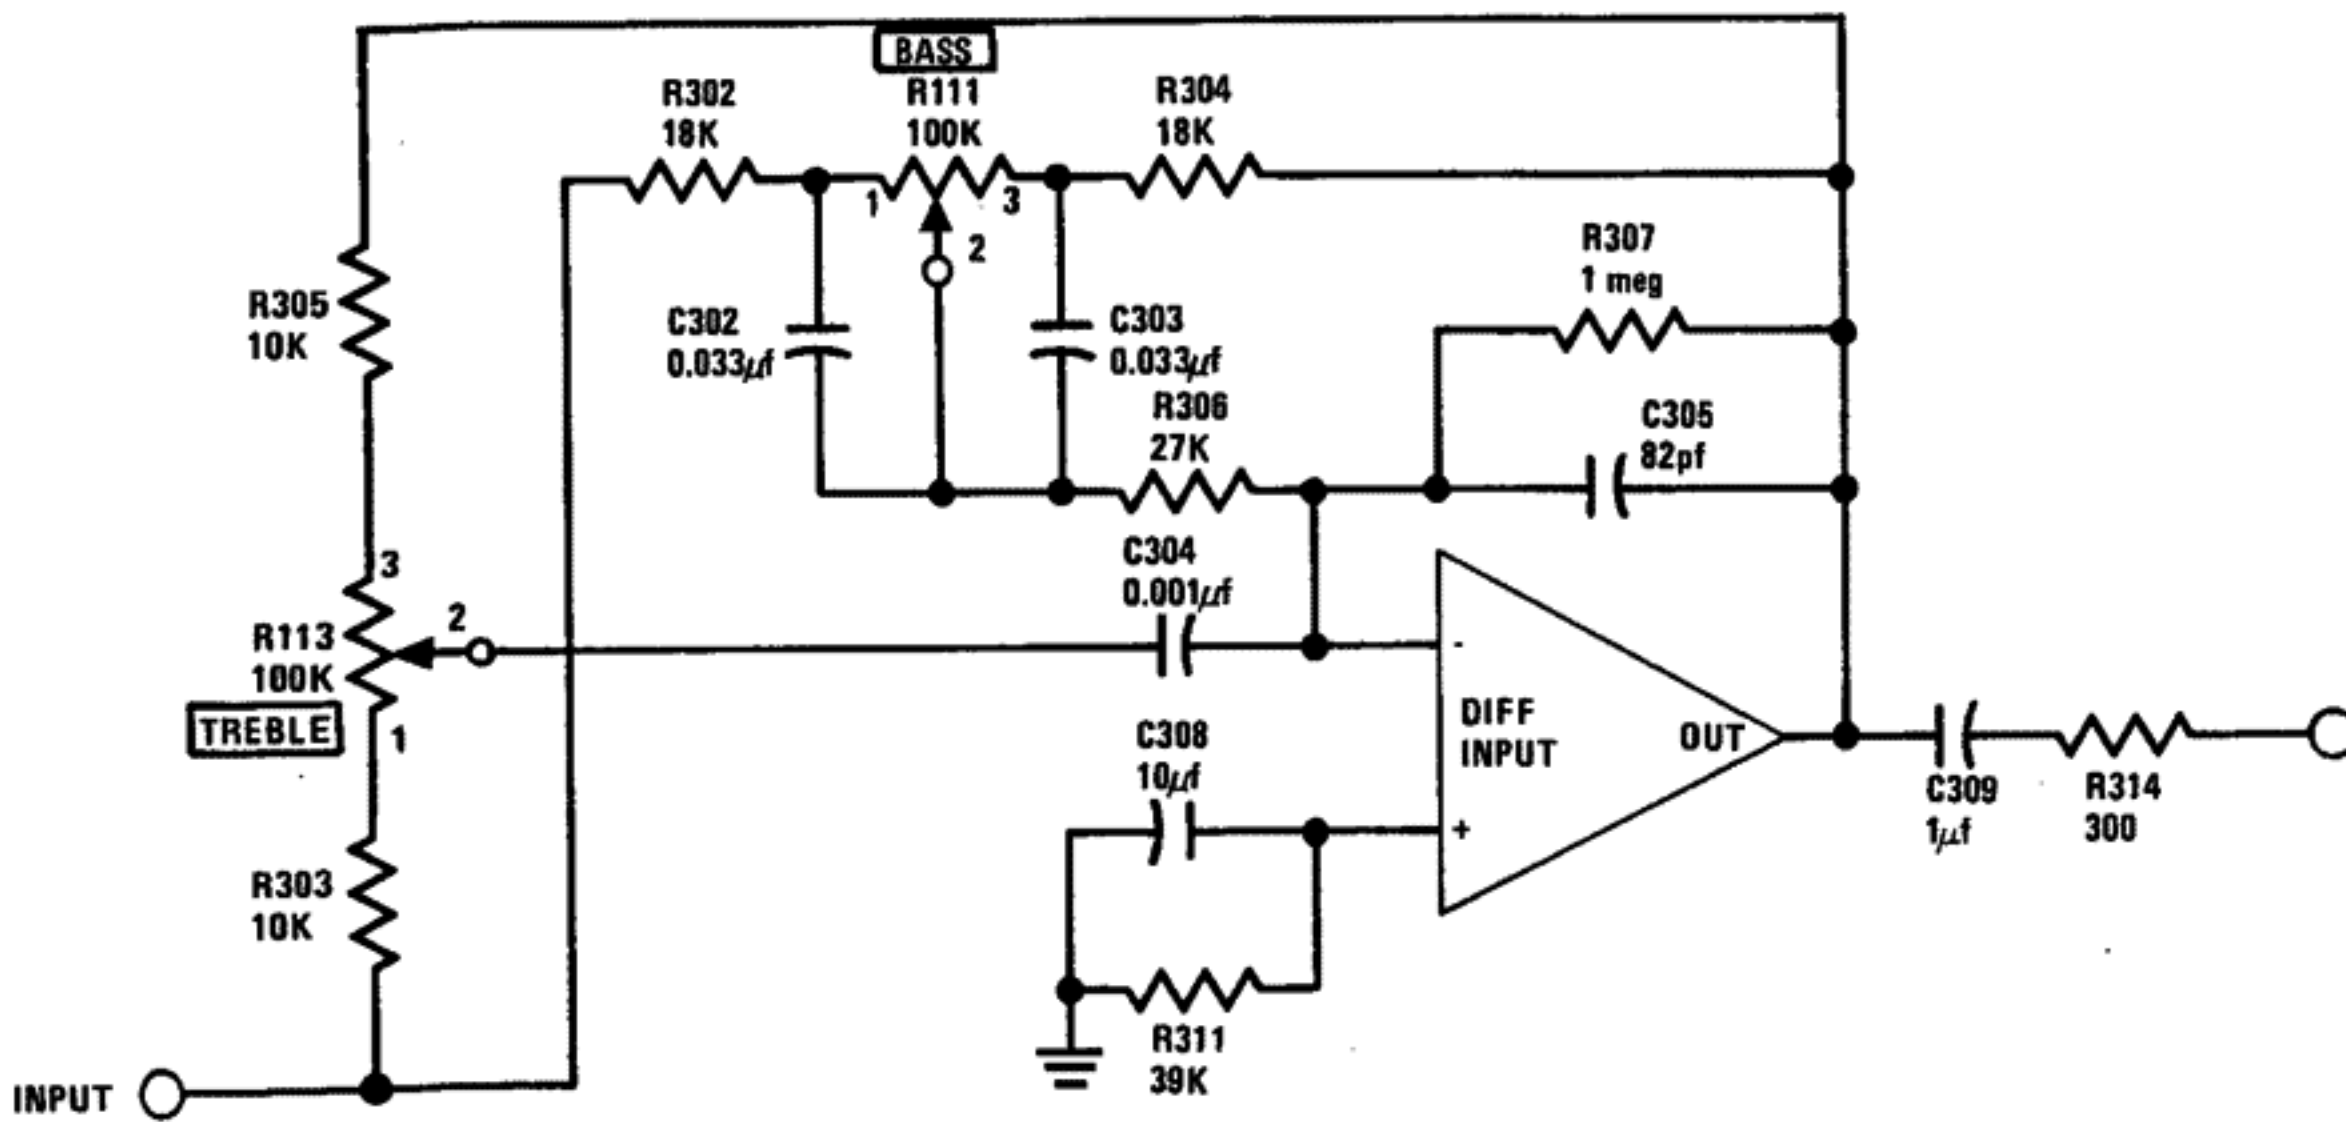 BASS
R302
18K
R111
100K
R304
18K
1
3
2
R307
1 meg
R305
10K
C302
0.033µf
C303
0.033µf
R306
27K
C305
82pf
3
C304
0.001µf
2
R113
100K
TREBLE
1
-
DIFF
INPUT
OUT
C308
10µf
+
C309
1µf
R314
300
R303
10K
R311
39K
INPUT